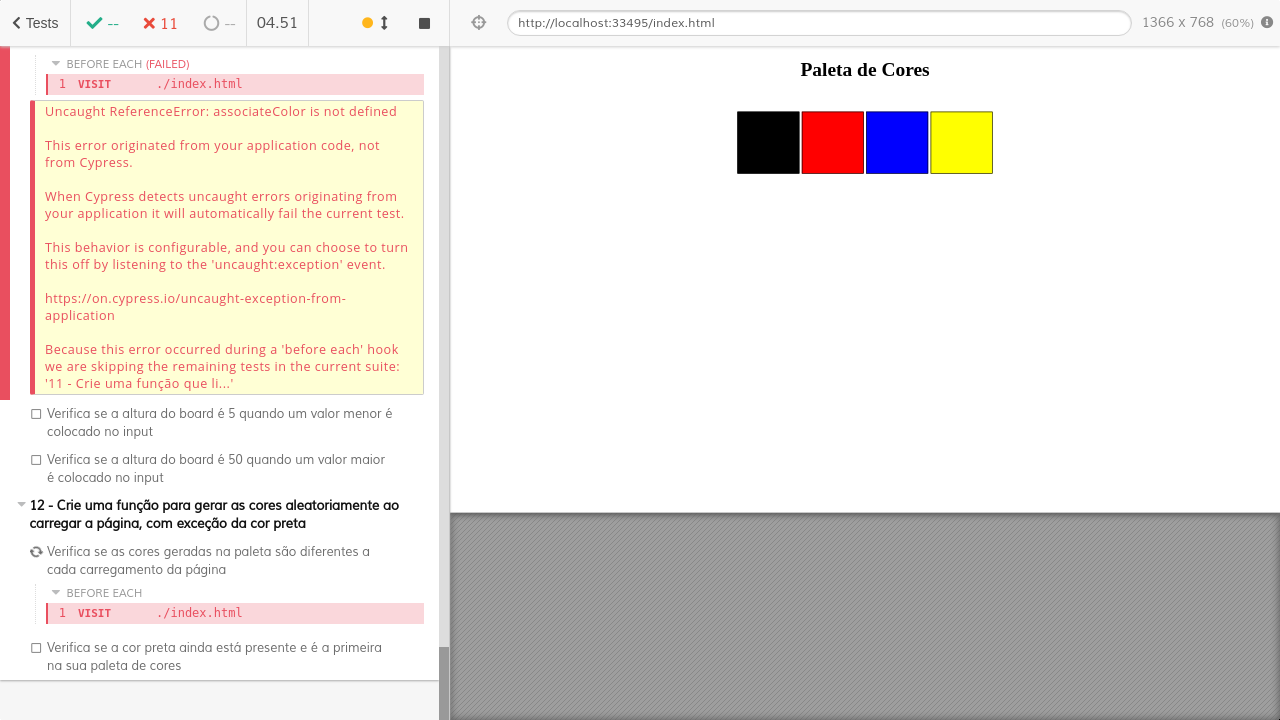 Tests
--
11
--
04.51
http://localhost:33495/index.html
1366 x 768 (60%)
BEFORE EACH (FAILED)
1 VISIT ./index.html
Uncaught ReferenceError: associateColor is not defined
This error originated from your application code, not
from Cypress.
When Cypress detects uncaught errors originating from
your application it will automatically fail the current test.
This behavior is configurable, and you can choose to turn
this off by listening to the 'uncaught:exception' event.
https://on.cypress.io/uncaught-exception-from-
application
Because this error occurred during a 'before each' hook
we are skipping the remaining tests in the current suite:
'11 - Crie uma função que li...'
Verifica se a altura do board é 5 quando um valor menor é
colocado no input
Verifica se a altura do board é 50 quando um valor maior
é colocado no input
12 - Crie uma função para gerar as cores aleatoriamente ao
carregar a página, com exceção da cor preta
Verifica se as cores geradas na paleta são diferentes a
cada carregamento da página
BEFORE EACH
1 VISIT ./index.html
Verifica se a cor preta ainda está presente e é a primeira
na sua paleta de cores
Paleta de Cores